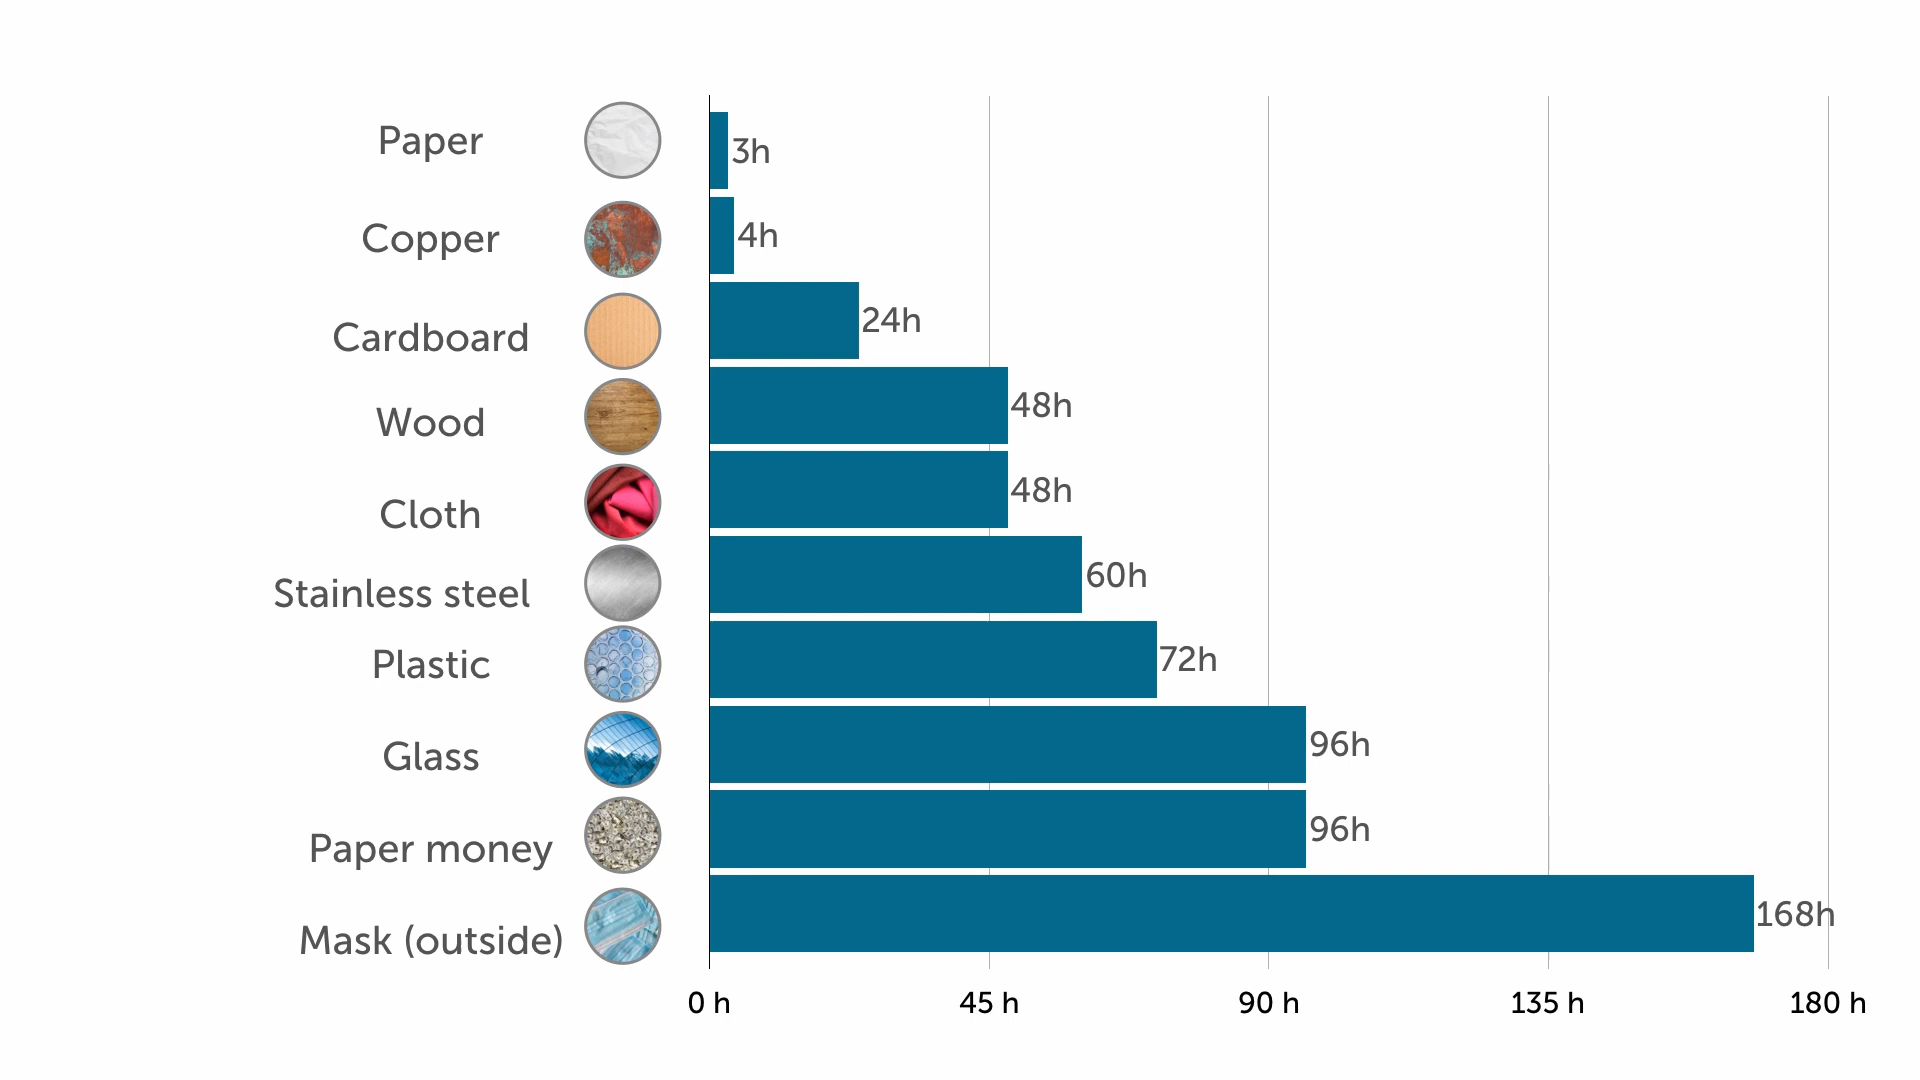 Paper 3h
Copper 4h
Cardboard 24h
Wood 48h
Cloth 48h
Stainless steel 60h
Plastic 72h
Glass 96h
Paper money 96h
Mask (outside) 168h
0 h 45 h 90 h 135 h 180 h